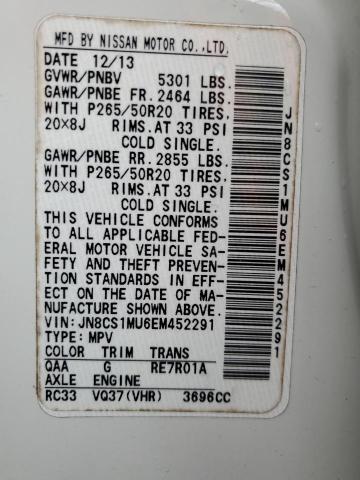 MFD BY NISSAN MOTOR CO.,LTD.
DATE 12/13
GVWR/PNBV 5301 LBS.
GAWR/PNBE FR. 2464 LBS.
WITH P265/50R20 TIRES,
20×8J RIMS.AT 33 PSI
COLD SINGLE.
GAWR/PNBE RR. 2855 LBS.
WITH P265/50R20 TIRES,
20×8J RIMS.AT 33 PSI
COLD SINGLE.
THIS VEHICLE CONFORMS
TO ALL APPLICABLE FED-
ERAL MOTOR VEHICLE SA-
FETY AND THEFT PREVEN-
TION STANDARDS IN EFF-
ECT ON THE DATE OF MA-
NUFACTURE SHOWN ABOVE.
VIN:JN8CS1MU6EM452291
TYPE:MPV
COLOR TRIM TRANS
QAA G RE7R01A
AXLE ENGINE
RC33 VQ37(VHR) 3696CC
JN8CS1MU6EM452291